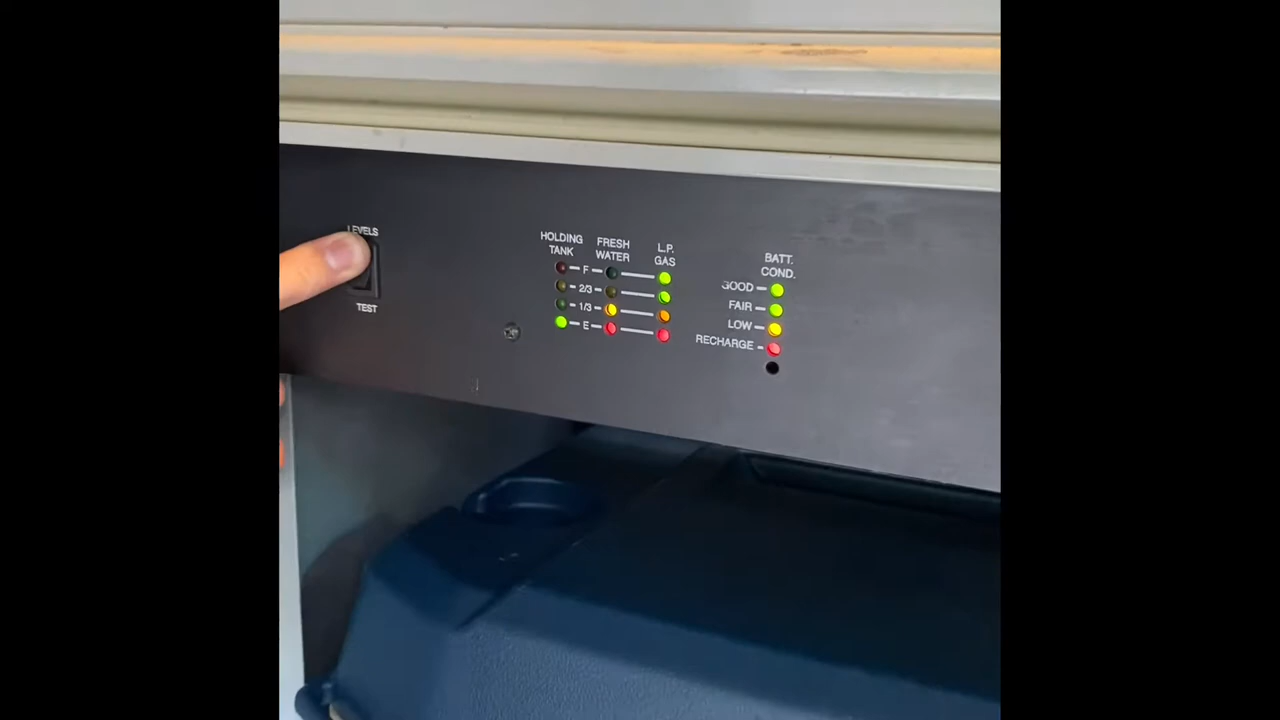 LEVELS
TEST
HOLDING
TANK
FRESH
WATER
L.P.
GAS
F
2/3
1/3
E
BATT.
COND.
GOOD
FAIR
LOW
RECHARGE